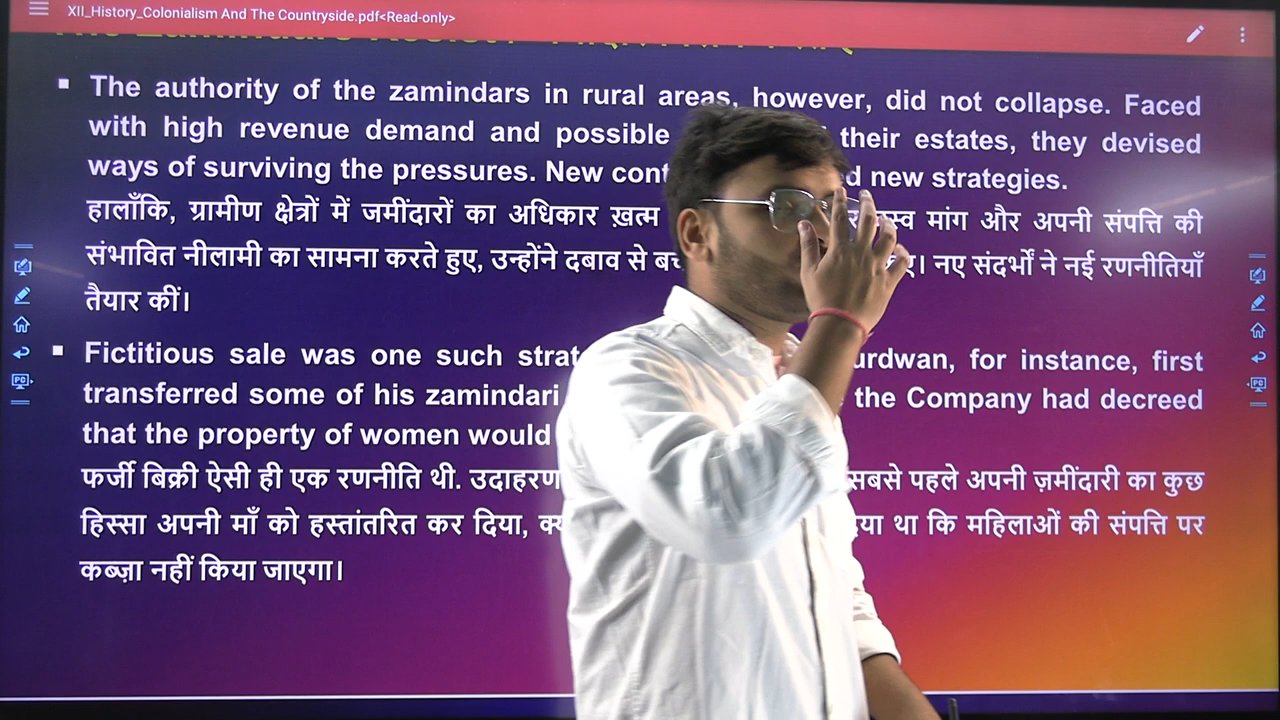 XII_History_Colonialism And The Countryside.pdf<Read-only>
The authority of the zamindars in rural areas, however, did not collapse. Faced
with high revenue demand and possible their estates, they devised
ways of surviving the pressures. New new strategies.
हालाँकि, ग्रामीण क्षेत्रों में जमींदारों का अधिकार ख़त्म मांग और अपनी संपत्ति की
संभावित नीलामी का सामना करते हुए, उन्होंने दबाव से नए संदर्भों ने नई रणनीतियाँ
तैयार कीं।
Fictitious sale was one such for instance, first
transferred some of his zamindari the Company had decreed
that the property of women would
फर्जी बिक्री ऐसी ही एक रणनीति थी. उदाहरण सबसे पहले अपनी ज़मींदारी का कुछ
हिस्सा अपनी माँ को हस्तांतरित कर दिया, था कि महिलाओं की संपत्ति पर
कब्ज़ा नहीं किया जाएगा।
PC
PC